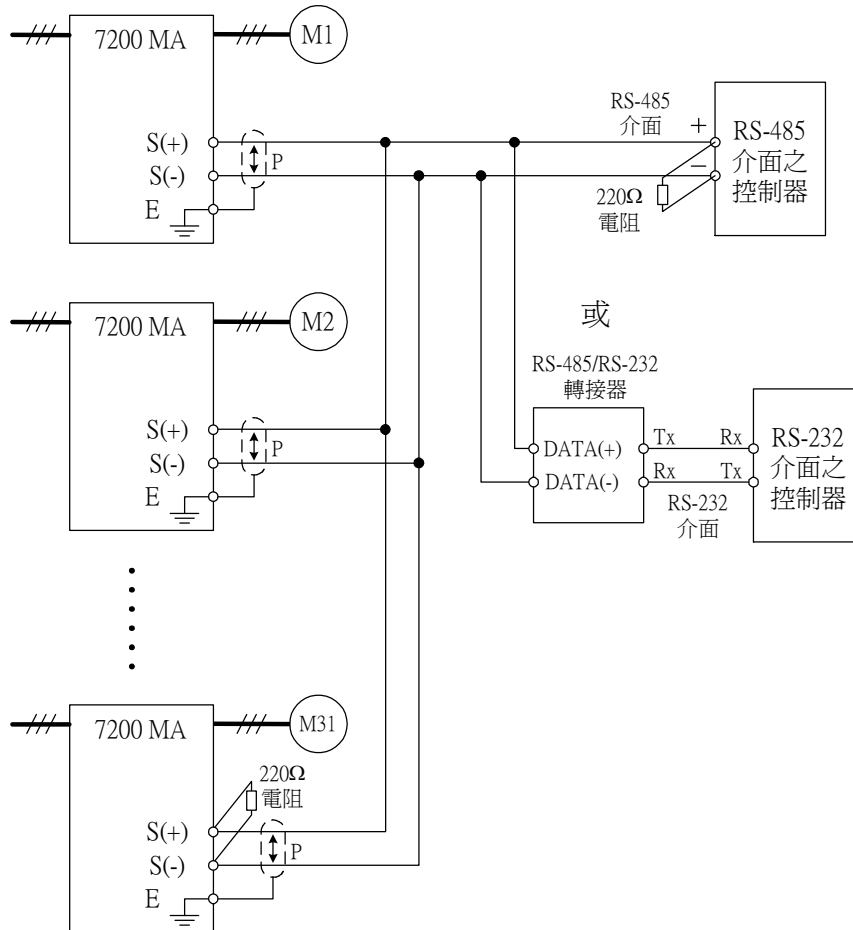 7200 MA
M1
S(+)
S(-)
E
P
RS-485
介面
+
−
220Ω
電阻
RS-485
介面之
控制器
7200 MA
M2
S(+)
S(-)
E
P
或
RS-485/RS-232
轉接器
DATA(+)
DATA(-)
Tx
Rx
Rx
Tx
RS-232
介面
RS-232
介面之
控制器
7200 MA
M31
220Ω
電阻
S(+)
S(-)
E
P